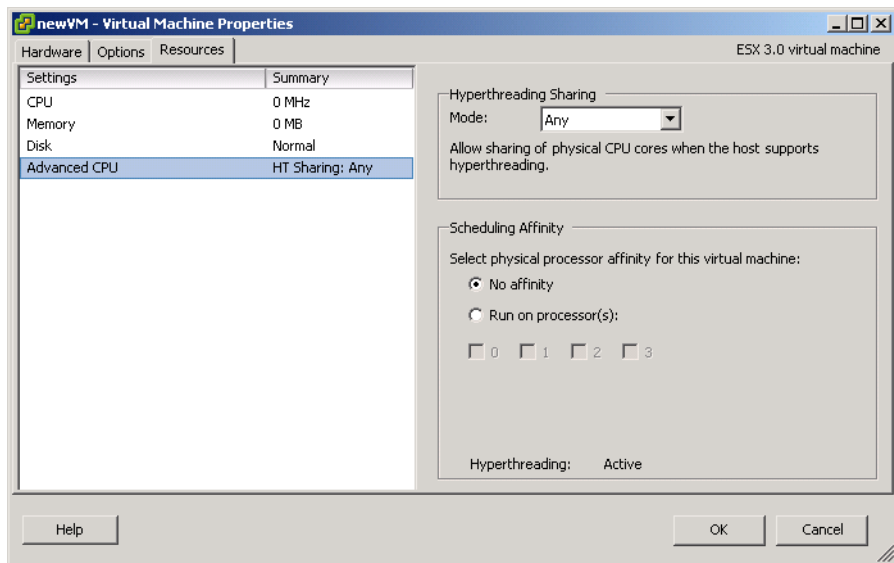 newVM - Virtual Machine Properties
Hardware Options Resources ESX 3.0 virtual machine
Settings Summary
CPU 0 MHz
Memory 0 MB
Disk Normal
Advanced CPU HT Sharing: Any
Hyperthreading Sharing
Mode: Any
Allow sharing of physical CPU cores when the host supports
hyperthreading.
Scheduling Affinity
Select physical processor affinity for this virtual machine:
No affinity
Run on processor(s):
0 1 2 3
Hyperthreading: Active
Help OK Cancel